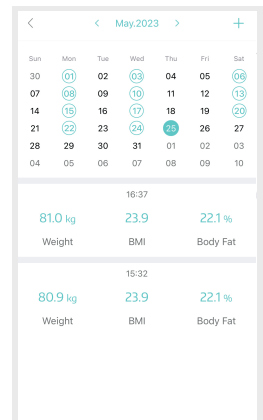 < < May.2023 > +
Sun Mon Tue Wed Thu Fri Sat
30 01 02 03 04 05 06
07 08 09 10 11 12 13
14 15 16 17 18 19 20
21 22 23 24 25 26 27
28 29 30 31 01 02 03
04 05 06 07 08 09 10
16:37
81.0 kg 23.9 22.1 %
Weight BMI Body Fat
15:32
80.9 kg 23.9 22.1 %
Weight BMI Body Fat